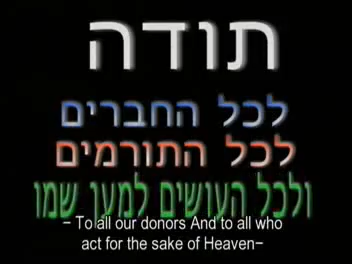 תודה
לכל החברים
לכל התורמים
ולכל העושים למען שמו
- To all our donors And to all who
act for the sake of Heaven-